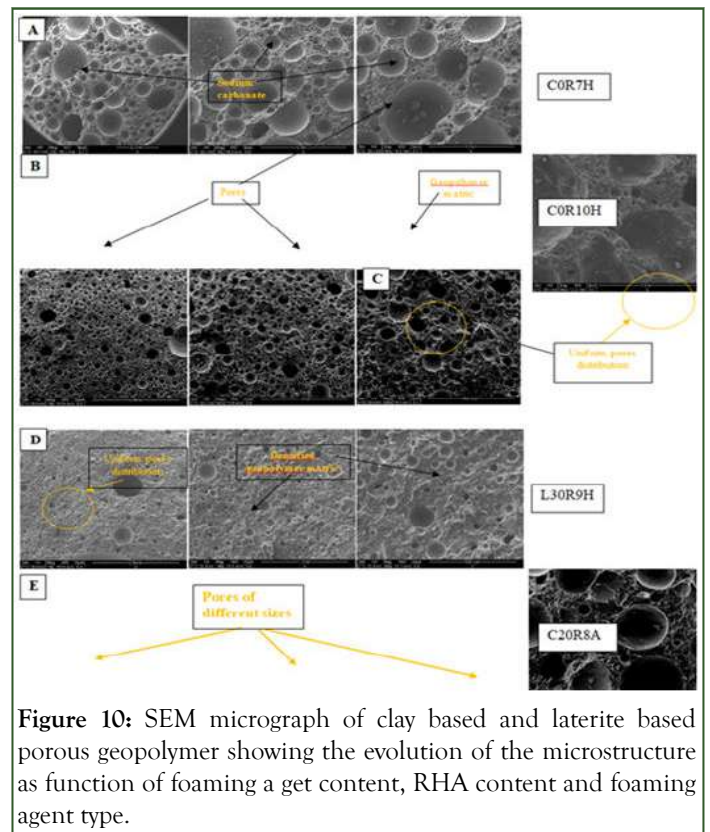 A
Sodium
carbonate
C0R7H
B
Pores
Geopolymer
matrix
C0R10H
C
Uniform pores
distribution
D
Uniform pores
distribution
Densified
geopolymer matrix
L30R9H
E
Pores of
different sizes
C20R8A
Figure 10: SEM micrograph of clay based and laterite based
porous geopolymer showing the evolution of the microstructure
as function of foaming a get content, RHA content and foaming
agent type.